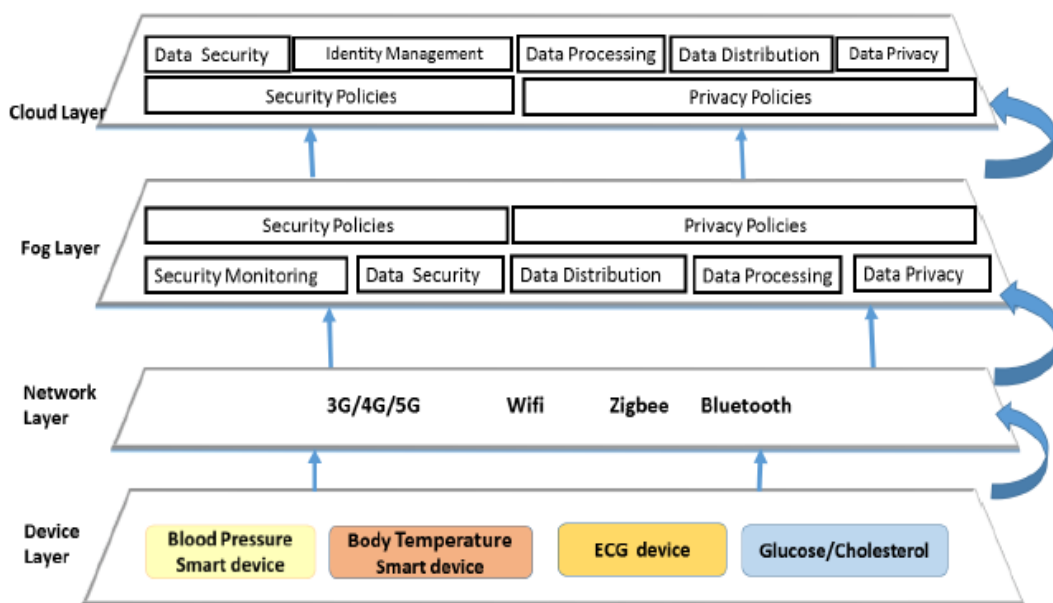 Data Security Identity Management Data Processing Data Distribution Data Privacy
Security Policies Privacy Policies
Cloud Layer
Security Policies Privacy Policies
Fog Layer
Security Monitoring Data Security Data Distribution Data Processing Data Privacy
Network
Layer
3G/4G/5G Wifi Zigbee Bluetooth
Device
Layer
Blood Pressure
Smart device
Body Temperature
Smart device
ECG device
Glucose/Cholesterol